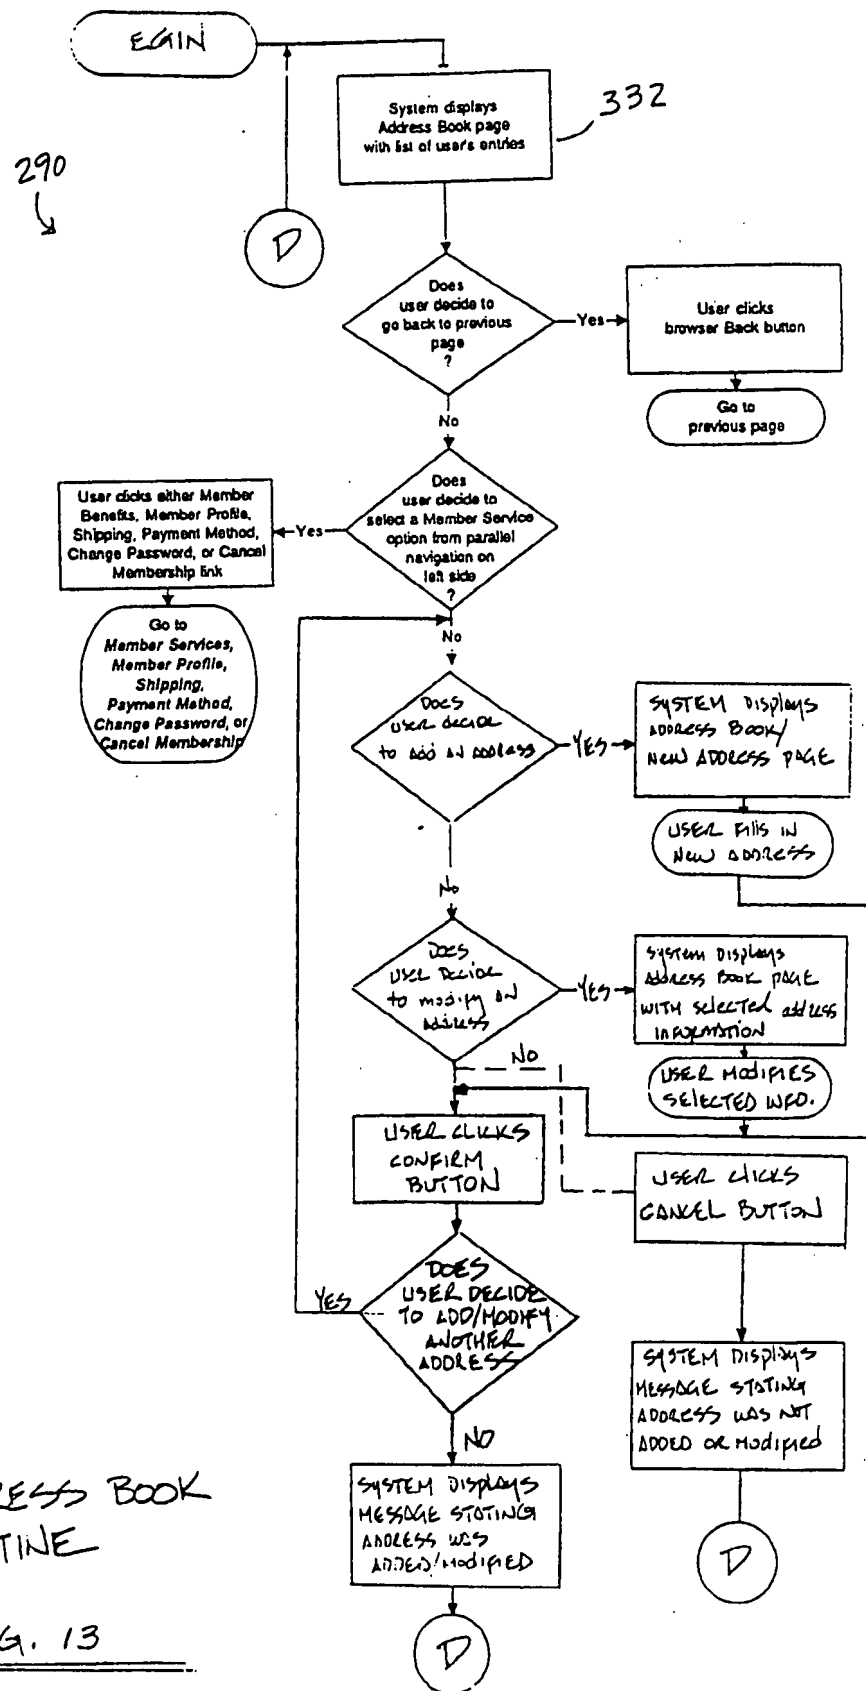 EGIN
System displays
Address Book page
with list of user's entries
332
290
D
Does
user decide to
go back to previous
page
?
Yes
User clicks
browser Back button
Go to
previous page
No
Does
user decide to
select a Member Service
option from parallel
navigation on
left side
?
Yes
User clicks either Member
Benefits, Member Profile,
Shipping, Payment Method,
Change Password, or Cancel
Membership link
Go to
Member Services,
Member Profile,
Shipping,
Payment Method,
Change Password, or
Cancel Membership
No
DOES
USER DECIDE
to ADD AN ADDRESS
YES
SYSTEM Displays
ADDRESS BOOK/
NEW ADDRESS PAGE
USER Fills IN
NEW ADDRESS
No
DOES
USER DECIDE
to modify AN
ADDRESS
YES
SYSTEM Displays
ADDRESS BOOK PAGE
WITH SELECTED address
INFORMATION
USER MODIFIES
SELECTED INFO.
NO
USER CLICKS
CONFIRM
BUTTON
USER CLICKS
CANCEL BUTTON
DOES
USER DECIDE
TO ADD/MODIFY
ANOTHER
ADDRESS
YES
NO
SYSTEM DISPLAYS
MESSAGE STATING
ADDRESS WAS NOT
ADDED OR Modified
SYSTEM DISPLAYS
MESSAGE STATING
ADDRESS WAS
ADDED/MODIFIED
D
D
RESS BOOK
TINE
G. 13